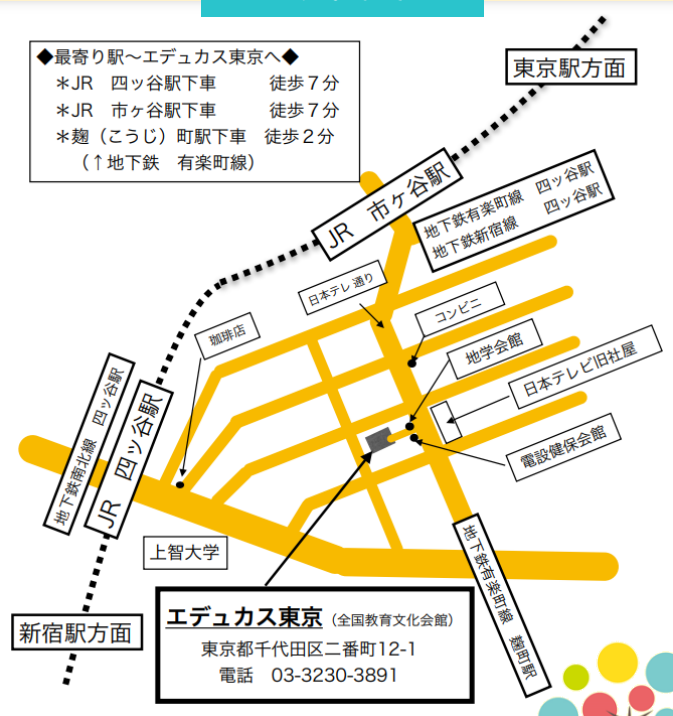 ◆最寄り駅～エデュカス東京へ◆
＊JR　四ッ谷駅下車　　　徒歩７分
＊JR　市ヶ谷駅下車　　　徒歩７分
＊麹（こうじ）町駅下車　徒歩２分
（↑地下鉄　有楽町線）
東京駅方面
JR　市ヶ谷駅
地下鉄有楽町線　四ッ谷駅
地下鉄新宿線　　四ッ谷駅
日本テレ通り
コンビニ
珈琲店
地学会館
日本テレビ旧社屋
電設健保会館
地下鉄南北線　四ッ谷駅
JR　四ッ谷駅
上智大学
地下鉄有楽町線　麹町駅
新宿駅方面
エデュカス東京（全国教育文化会館）
東京都千代田区二番町12-1
電話　03-3230-3891